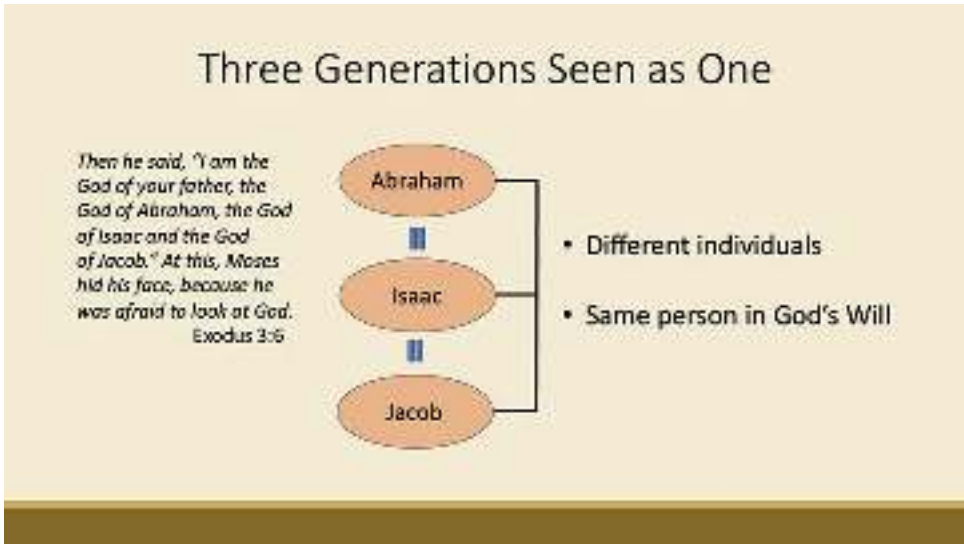 Three Generations Seen as One
Then he said, "I am the
God of your father, the
God of Abraham, the God
of Isaac and the God
of Jacob." At this, Moses
hid his face, because he
was afraid to look at God.
Exodus 3:6
Abraham
Isaac
Jacob
• Different individuals
• Same person in God's Will